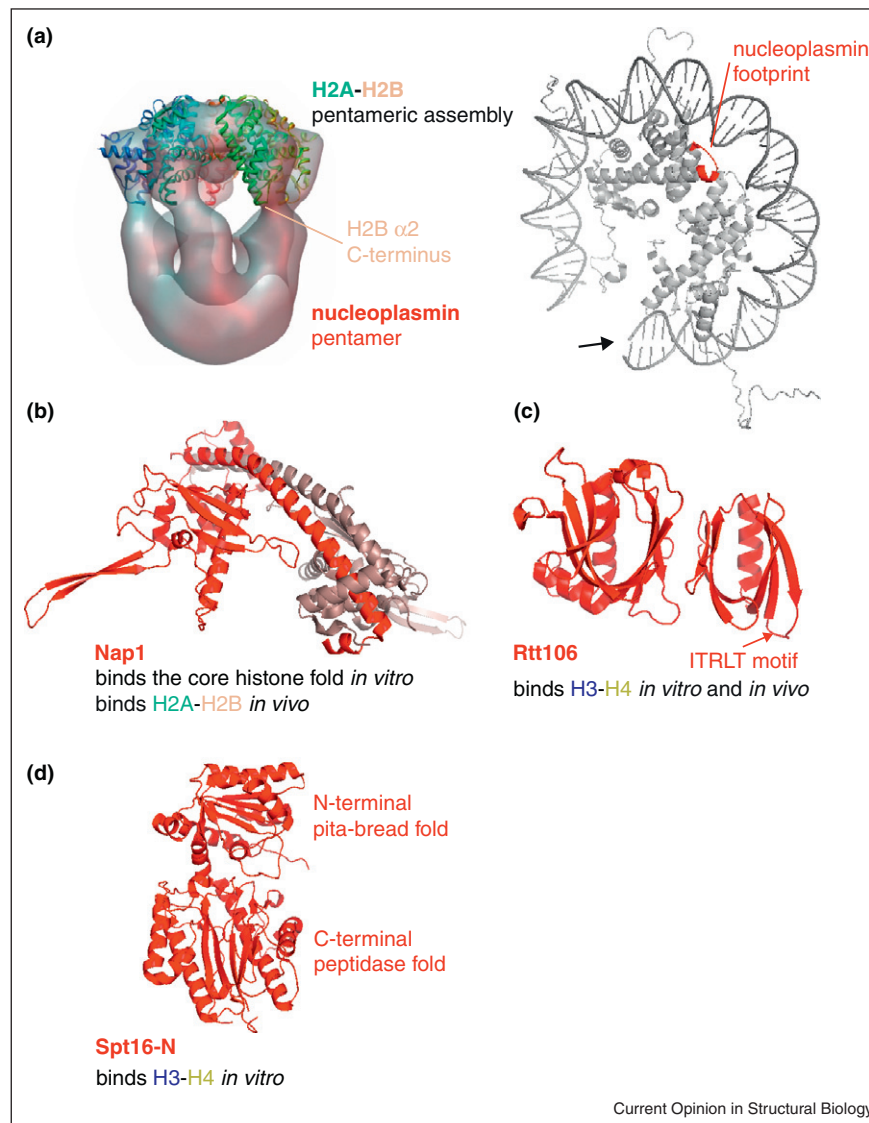 (a)
H2A-H2B
pentameric assembly
H2B α2
C-terminus
nucleoplasmin
pentamer
nucleoplasmin
footprint
(b)
Nap1
binds the core histone fold in vitro
binds H2A-H2B in vivo
(c)
ITRLT motif
Rtt106
binds H3-H4 in vitro and in vivo
(d)
N-terminal
pita-bread fold
C-terminal
peptidase fold
Spt16-N
binds H3-H4 in vitro
Current Opinion in Structural Biology